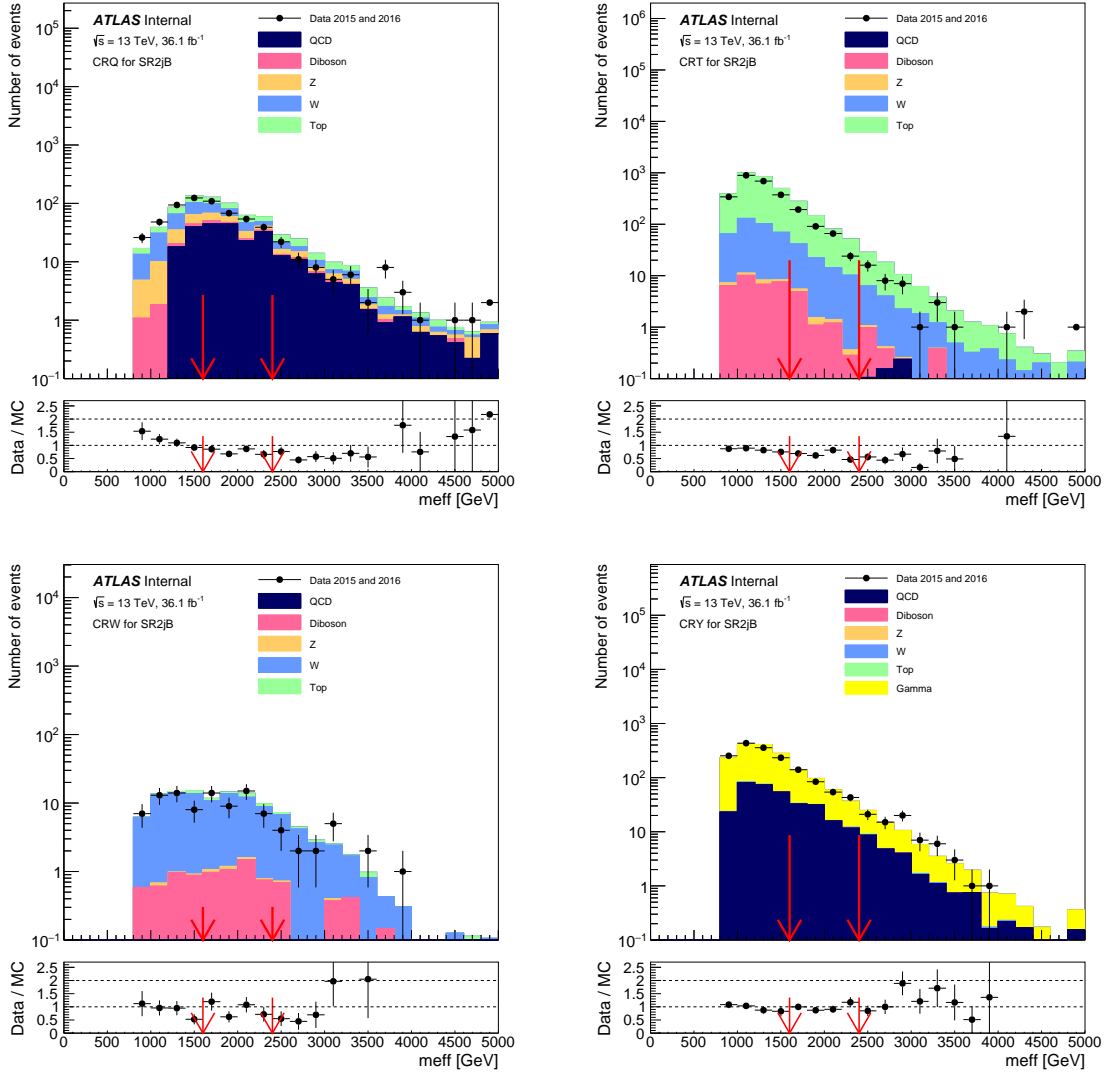 Number of events
10⁵
10⁴
10³
10²
10
1
10⁻¹
ATLAS Internal
√s = 13 TeV, 36.1 fb⁻¹
CRQ for SR2jB
Data 2015 and 2016
QCD
Diboson
Z
W
Top
Data / MC
2.5
2
1.5
1
0.5
0
0 500 1000 1500 2000 2500 3000 3500 4000 4500 5000
meff [GeV]
Number of events
10⁶
10⁵
10⁴
10³
10²
10
1
10⁻¹
ATLAS Internal
√s = 13 TeV, 36.1 fb⁻¹
CRT for SR2jB
Data 2015 and 2016
QCD
Diboson
Z
W
Top
Data / MC
2.5
2
1.5
1
0.5
0
0 500 1000 1500 2000 2500 3000 3500 4000 4500 5000
meff [GeV]
Number of events
10⁴
10³
10²
10
1
10⁻¹
ATLAS Internal
√s = 13 TeV, 36.1 fb⁻¹
CRW for SR2jB
Data 2015 and 2016
QCD
Diboson
Z
W
Top
Data / MC
2.5
2
1.5
1
0.5
0
0 500 1000 1500 2000 2500 3000 3500 4000 4500 5000
meff [GeV]
Number of events
10⁵
10⁴
10³
10²
10
1
10⁻¹
ATLAS Internal
√s = 13 TeV, 36.1 fb⁻¹
CRY for SR2jB
Data 2015 and 2016
QCD
Diboson
Z
W
Top
Gamma
Data / MC
2.5
2
1.5
1
0.5
0
0 500 1000 1500 2000 2500 3000 3500 4000 4500 5000
meff [GeV]